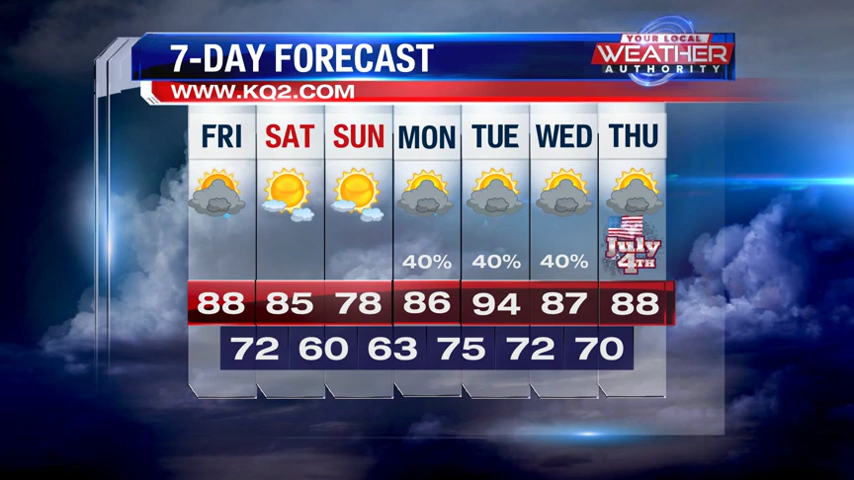 7-DAY FORECAST
YOUR LOCAL
WEATHER
AUTHORITY
WWW.KQ2.COM
FRI SAT SUN MON TUE WED THU
July
4TH
40% 40% 40%
88 85 78 86 94 87 88
72 60 63 75 72 70